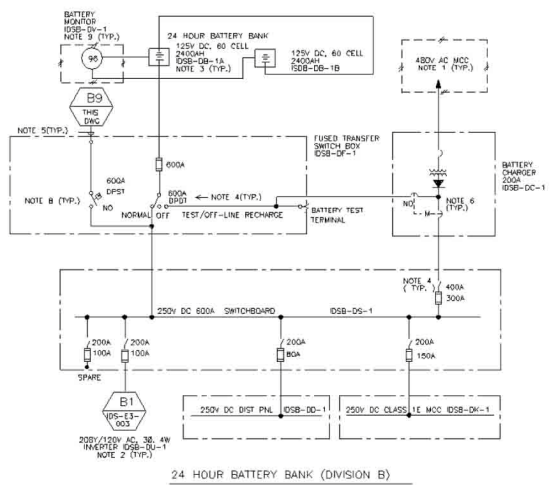 BATTERY
MONITOR
IDSB-DV-1
NOTE 9 (TYP.)
96
24 HOUR BATTERY BANK
125V DC, 60 CELL
2400AH
IDSB-DB-1A
NOTE 3 (TYP.)
125V DC, 60 CELL
2400AH
ISDB-DB-1B
480V AC MCC
NOTE 1 (TYP.)
B9
THIS
DWG
NOTE 5(TYP.)
FUSED TRANSFER
SWITCH BOX
IDSB-DF-1
600A
BATTERY
CHARGER
200A
IDSB-DC-1
600A
DPST
NO
NOTE 8 (TYP.)
600A
DPDT
NOTE 4(TYP.)
NORMAL OFF TEST/OFF-LINE RECHARGE
BATTERY TEST
TERMINAL
NO
M
NOTE 6
(TYP.)
NOTE 4
( TYP. )
400A
300A
250V DC 600A SWITCHBOARD IDSB-DS-1
200A
100A
SPARE
200A
100A
200A
80A
200A
150A
B1
IDS-E3-
003
208Y/120V AC, 3Ø, 4W
INVERTER IDSB-DU-1
NOTE 2 (TYP.)
250V DC DIST PNL IDSB-DD-1
250V DC CLASS 1E MCC IDSB-DK-1
24 HOUR BATTERY BANK (DIVISION B)